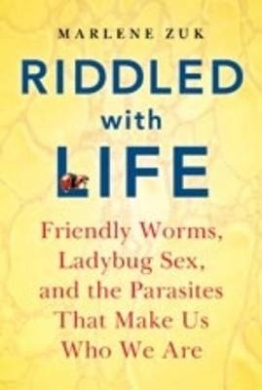 MARLENE ZUK
RIDDLED
with
LIFE
Friendly Worms,
Ladybug Sex,
and the Parasites
That Make Us
Who We Are